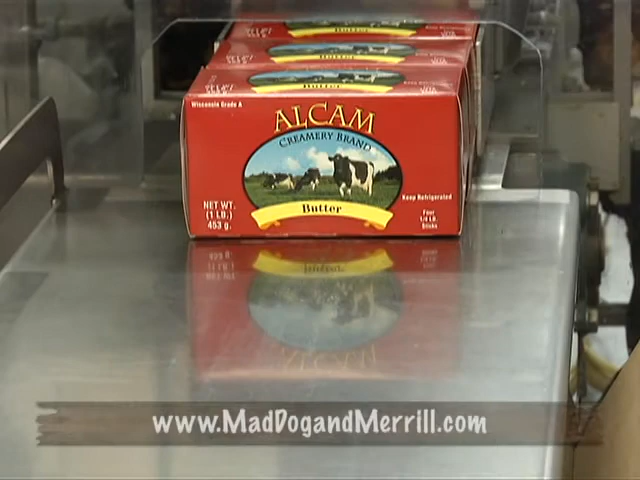 Wisconsin Grade A
ALCAM
CREAMERY BRAND
Butter
NET WT.
(1 LB.)
453 g.
Keep Refrigerated
Four
1/4 LB.
Sticks
www.MadDogandMerrill.com